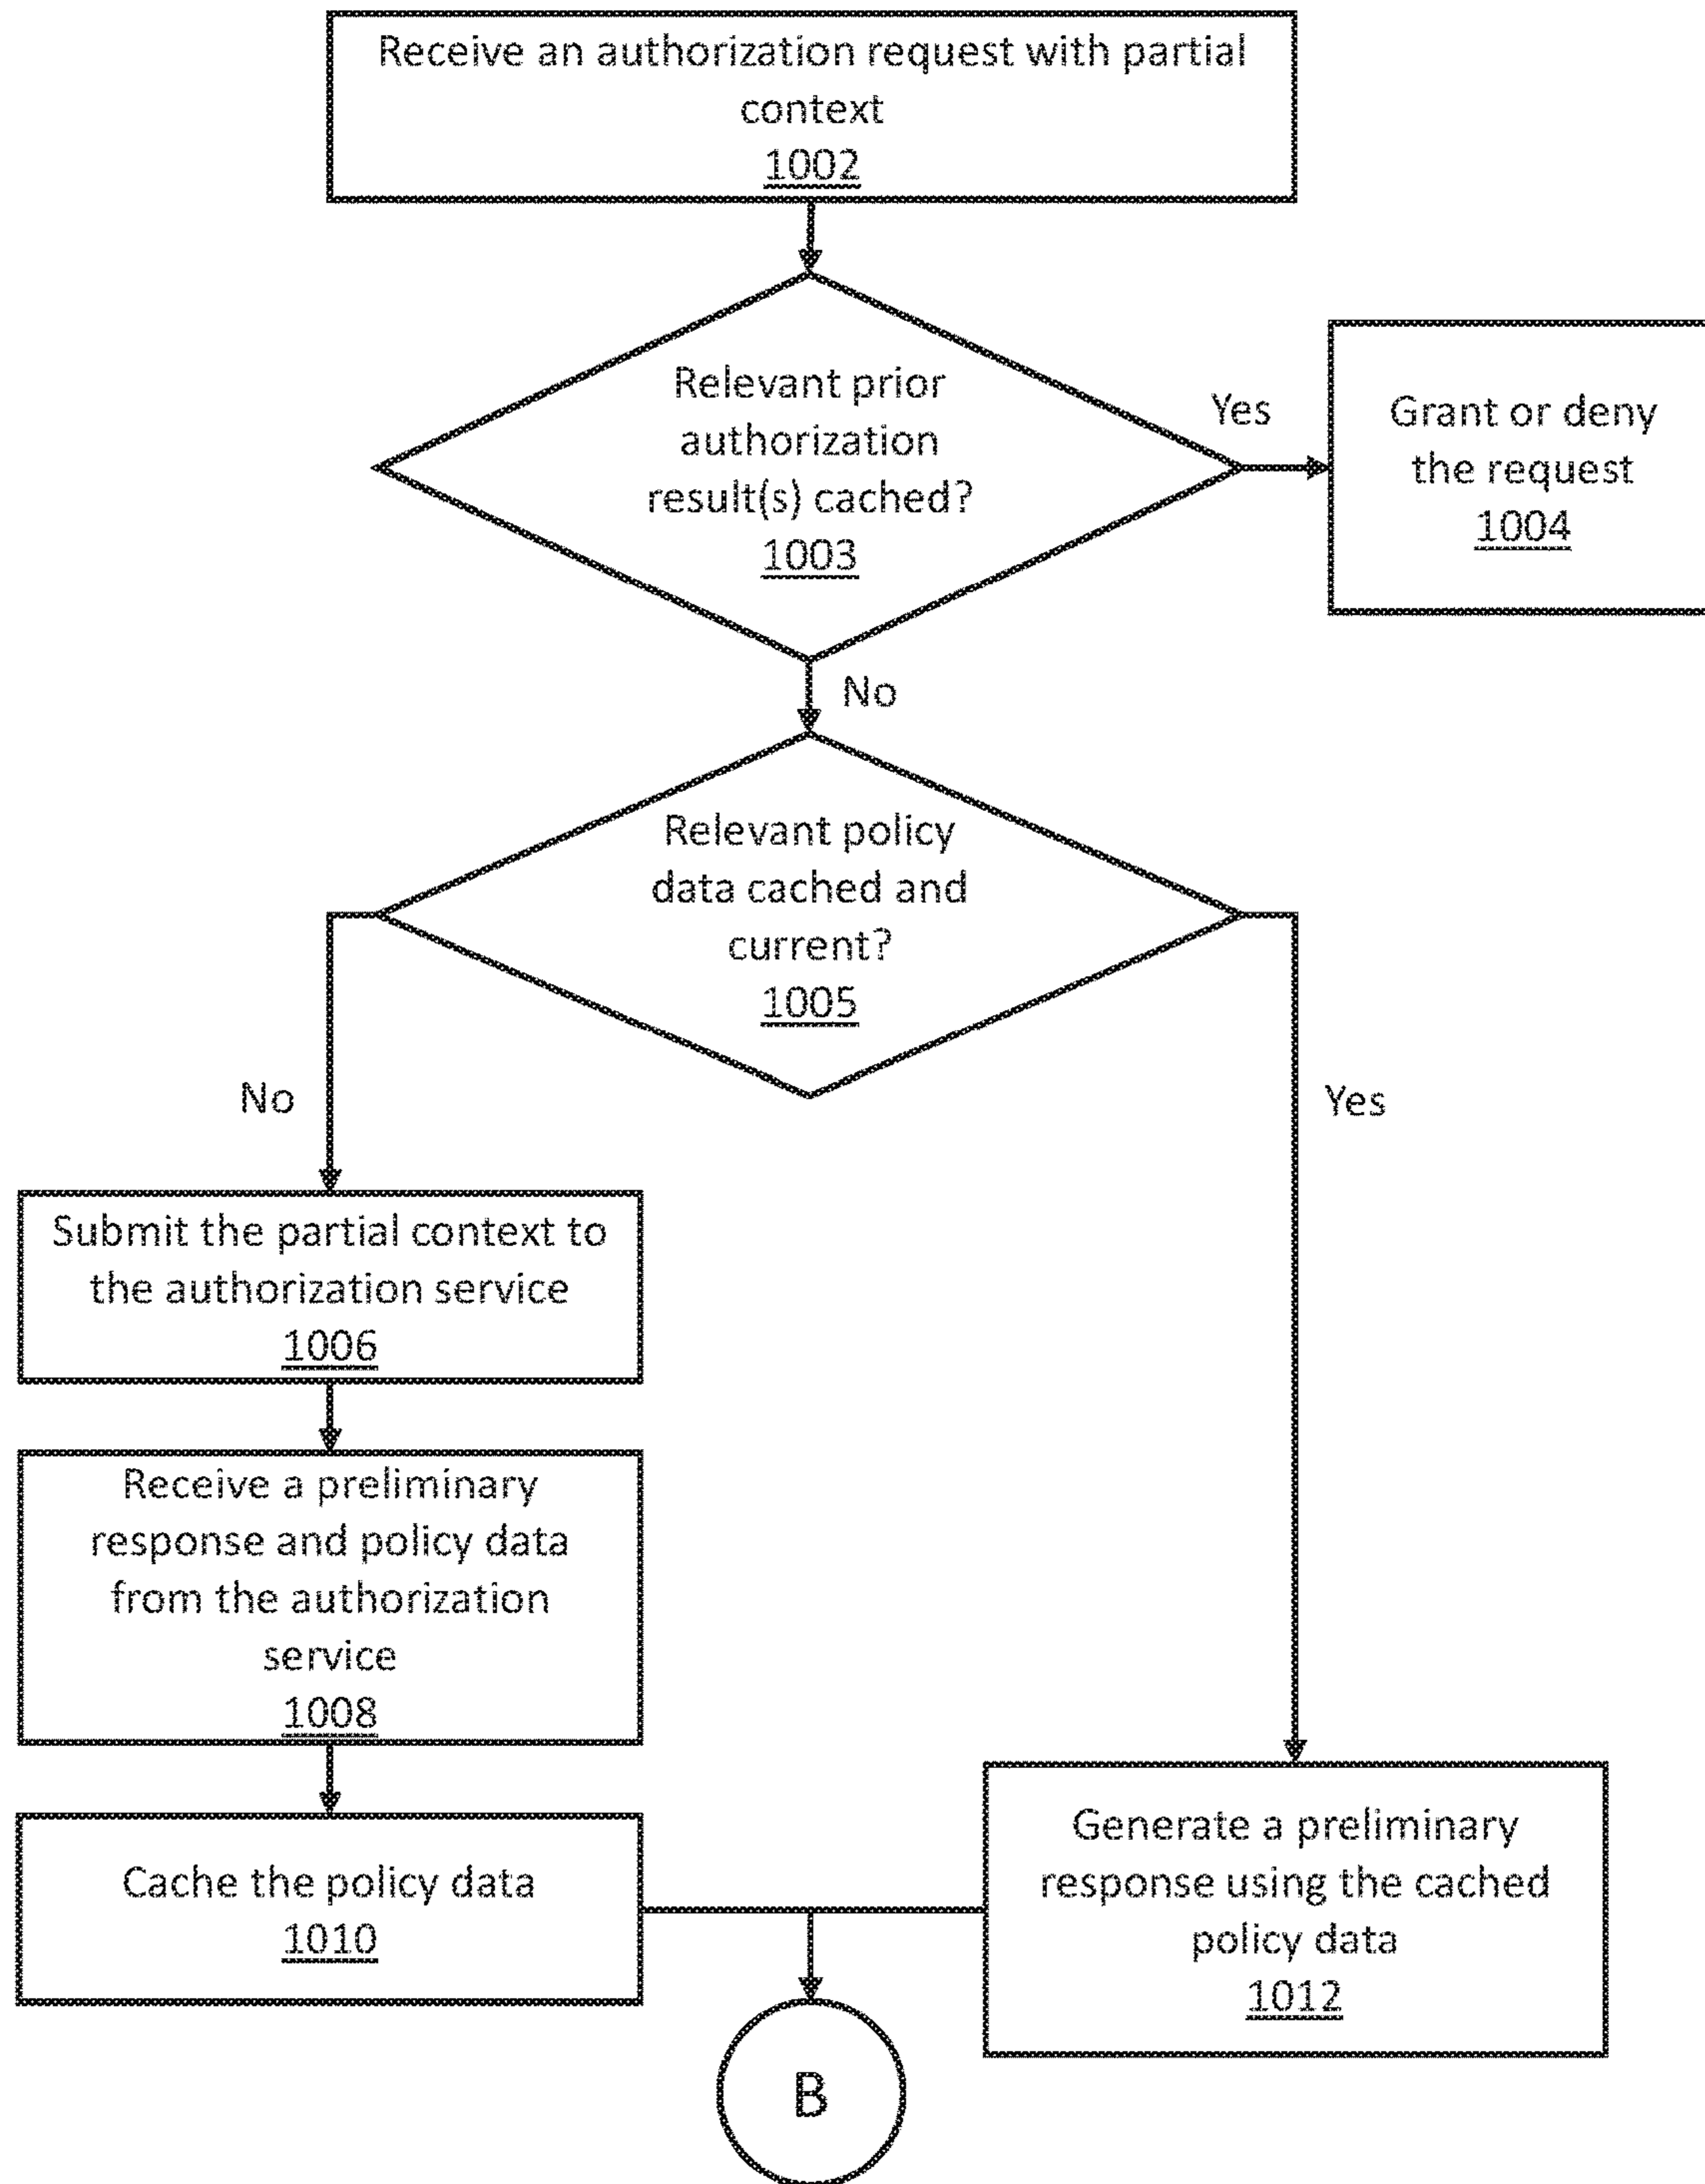 Receive an authorization request with partial
context
1002
Relevant prior
authorization
result(s) cached?
1003
Yes
Grant or deny
the request
1004
No
Relevant policy
data cached and
current?
1005
No
Yes
Submit the partial context to
the authorization service
1006
Receive a preliminary
response and policy data
from the authorization
service
1008
Cache the policy data
1010
Generate a preliminary
response using the cached
policy data
1012
B